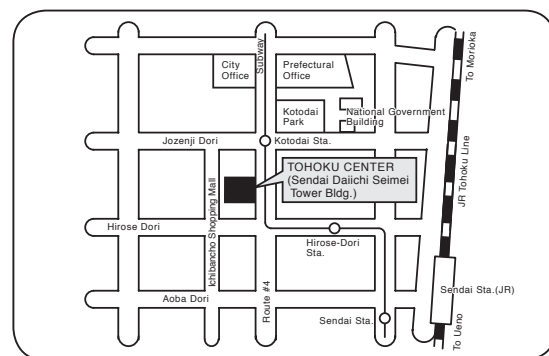 City
Office
Subway
Prefectural
Office
To Morioka
Kotodai
Park
National Government
Building
Jozenji Dori
Kotodai Sta.
JR Tohoku Line
TOHOKU CENTER
(Sendai Daiichi Seimei
Tower Bldg.)
Ichibancho Shopping Mall
Hirose Dori
Hirose-Dori
Sta.
Route #4
Sendai Sta.(JR)
Aoba Dori
Sendai Sta.
To Ueno